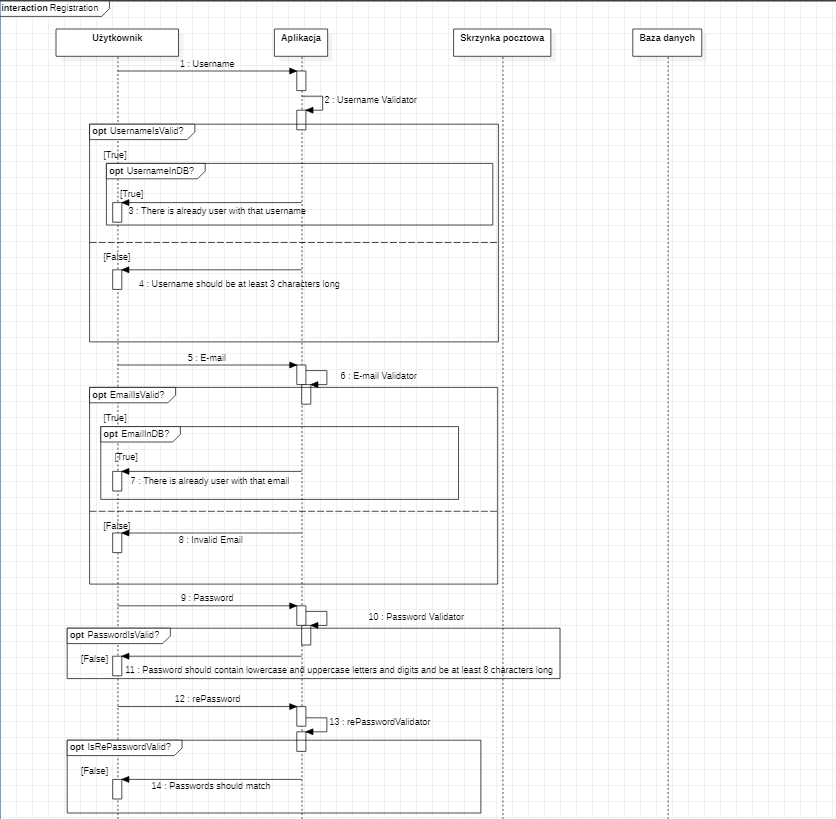 interaction Registration
Użytkownik
Aplikacja
Skrzynka pocztowa
Baza danych
1 : Username
2 : Username Validator
opt UsernameIsValid?
[True]
opt UsernameInDB?
[True]
3 : There is already user with that username
[False]
4 : Username should be at least 3 characters long
5 : E-mail
6 : E-mail Validator
opt EmailIsValid?
[True]
opt EmailInDB?
[True]
7 : There is already user with that email
[False]
8 : Invalid Email
9 : Password
10 : Password Validator
opt PasswordIsValid?
[False]
11 : Password should contain lowercase and uppercase letters and digits and be at least 8 characters long
12 : rePassword
13 : rePasswordValidator
opt IsRePasswordValid?
[False]
14 : Passwords should match